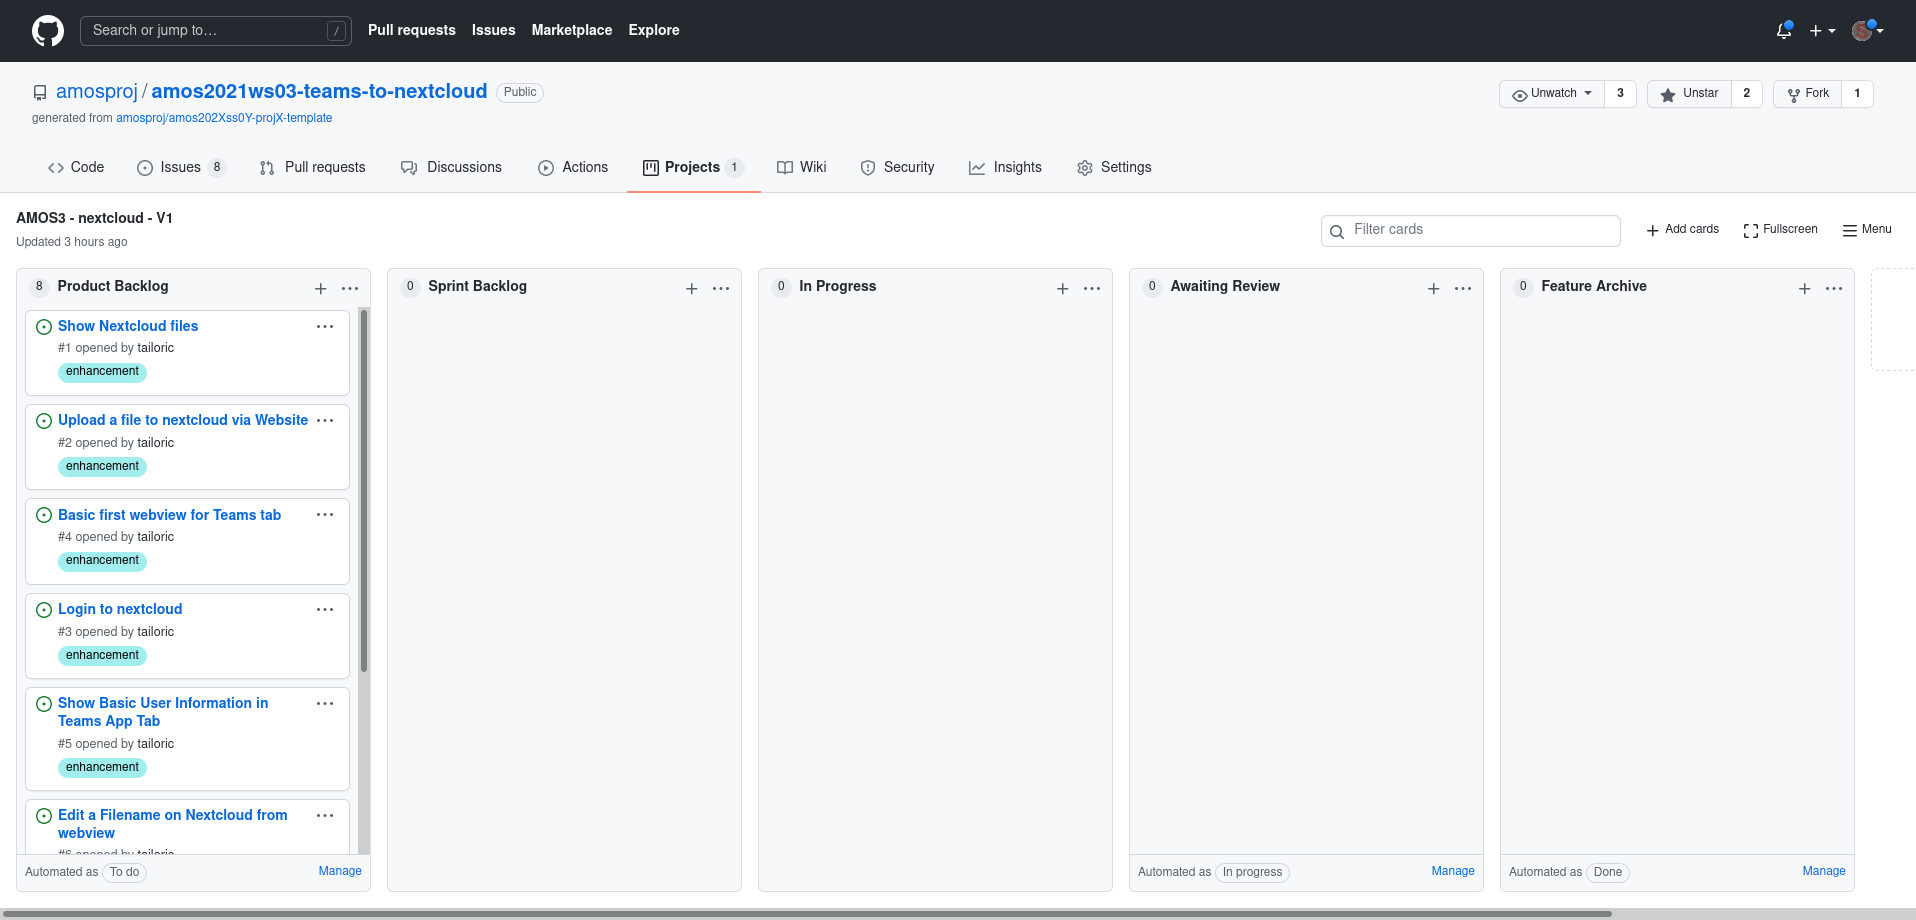 Search or jump to… / Pull requests Issues Marketplace Explore
amosproj / amos2021ws03-teams-to-nextcloud Public
Unwatch 3 Unstar 2 Fork 1
generated from amosproj/amos202Xss0Y-projX-template
Code Issues 8 Pull requests Discussions Actions Projects 1 Wiki Security Insights Settings
AMOS3 - nextcloud - V1
Updated 3 hours ago
Filter cards Add cards Fullscreen Menu
8 Product Backlog
Show Nextcloud files
#1 opened by tailoric
enhancement
Upload a file to nextcloud via Website
#2 opened by tailoric
enhancement
Basic first webview for Teams tab
#4 opened by tailoric
enhancement
Login to nextcloud
#3 opened by tailoric
enhancement
Show Basic User Information in
Teams App Tab
#5 opened by tailoric
enhancement
Edit a Filename on Nextcloud from
webview
#6 opened by tailoric
Automated as To do Manage
0 Sprint Backlog
0 In Progress
0 Awaiting Review
Automated as In progress Manage
0 Feature Archive
Automated as Done Manage